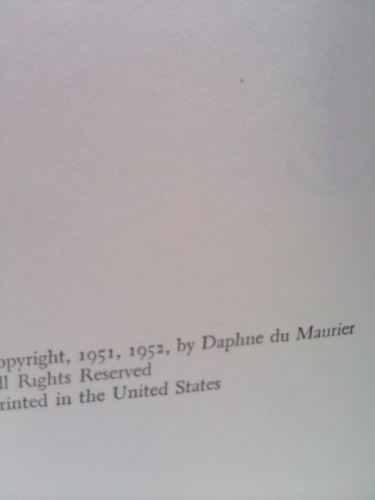 opyright, 1951, 1952, by Daphne du Maurier
ll Rights Reserved
rinted in the United States